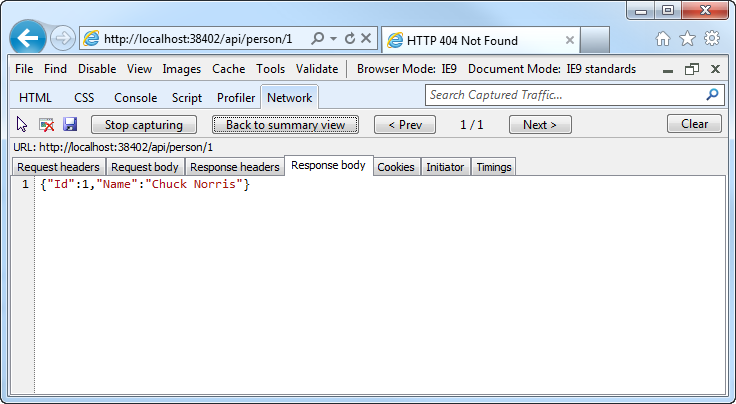 http://localhost:38402/api/person/1
HTTP 404 Not Found
File Find Disable View Images Cache Tools Validate Browser Mode: IE9 Document Mode: IE9 standards
HTML CSS Console Script Profiler Network Search Captured Traffic...
Stop capturing Back to summary view < Prev 1 / 1 Next > Clear
URL: http://localhost:38402/api/person/1
Request headers Request body Response headers Response body Cookies Initiator Timings
1 {"Id":1,"Name":"Chuck Norris"}